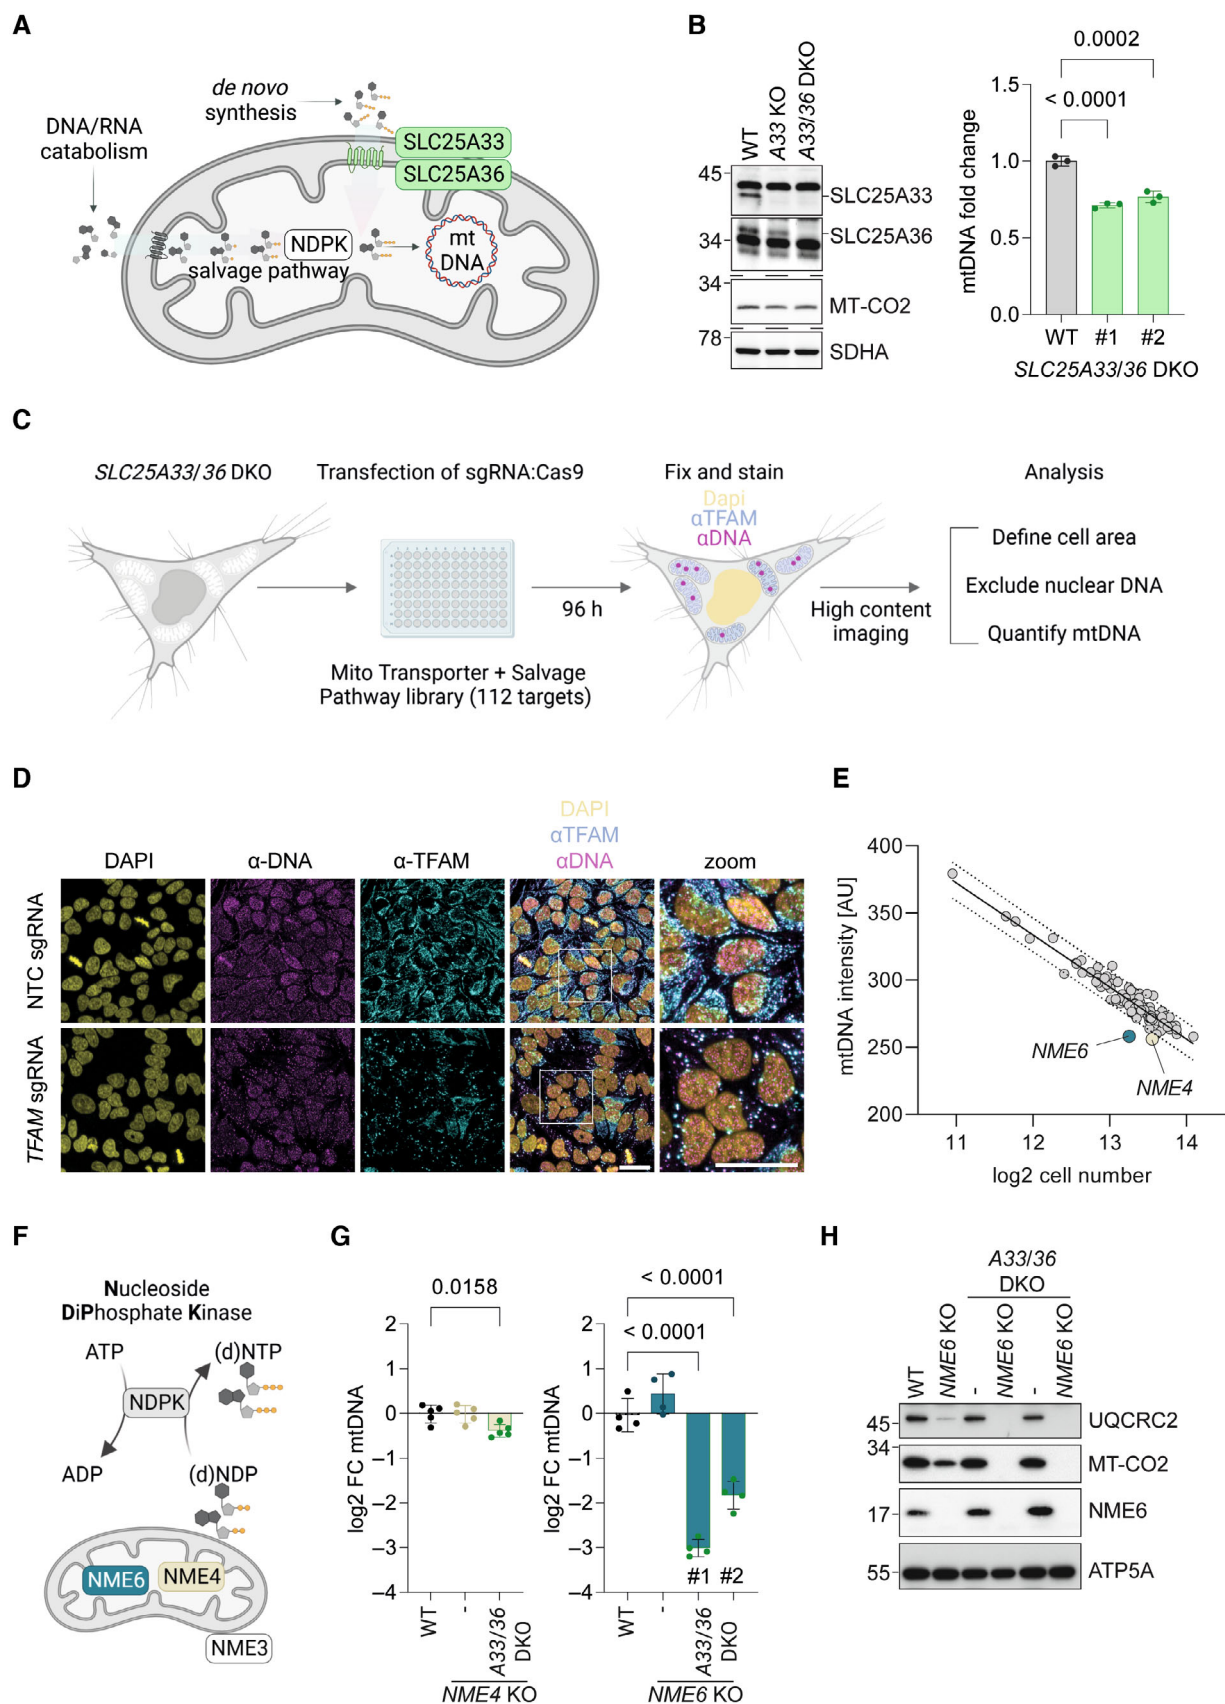 A
de novo
synthesis
DNA/RNA
catabolism
SLC25A33
SLC25A36
NDPK
salvage pathway
mt
DNA
B
WT
A33 KO
A33/36 DKO
45
SLC25A33
34
SLC25A36
34
MT-CO2
78
SDHA
0.0002
< 0.0001
mtDNA fold change
1.5
1.0
0.5
0.0
WT #1 #2
SLC25A33/36 DKO
C
SLC25A33/36 DKO
Transfection of sgRNA:Cas9
Fix and stain
Analysis
Dapi
αTFAM
αDNA
96 h
High content
imaging
Define cell area
Exclude nuclear DNA
Quantify mtDNA
Mito Transporter + Salvage
Pathway library (112 targets)
D
DAPI
αTFAM
αDNA
DAPI
α-DNA
α-TFAM
zoom
NTC sgRNA
TFAM sgRNA
E
mtDNA intensity [AU]
400
350
300
250
200
NME6
NME4
11 12 13 14
log2 cell number
F
Nucleoside
DiPhosphate Kinase
ATP
(d)NTP
NDPK
ADP
(d)NDP
NME6
NME4
NME3
G
0.0158
log2 FC mtDNA
2
1
0
−1
−2
−3
−4
WT
-
A33/36
DKO
NME4 KO
< 0.0001
< 0.0001
log2 FC mtDNA
2
1
0
−1
−2
−3
−4
#1 #2
WT
-
A33/36
DKO
NME6 KO
H
A33/36
DKO
WT
NME6 KO
-
NME6 KO
-
NME6 KO
45
UQCRC2
34
MT-CO2
17
NME6
55
ATP5A